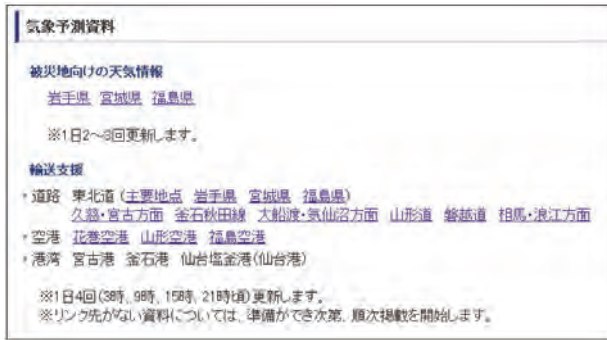 気象予測資料
被災地向けの天気情報
岩手県 宮城県 福島県
※1日2～3回更新します。
輸送支援
・道路 東北道 (主要地点 岩手県 宮城県 福島県)
久慈・宮古方面 釜石秋田線 大船渡・気仙沼方面 山形道 磐越道 相馬・浪江方面
・空港 花巻空港 山形空港 福島空港
・港湾 宮古港 釜石港 仙台塩釜港(仙台港)
※1日4回(3時、9時、15時、21時頃)更新します。
※リンク先がない資料については、準備ができ次第、順次掲載を開始します。